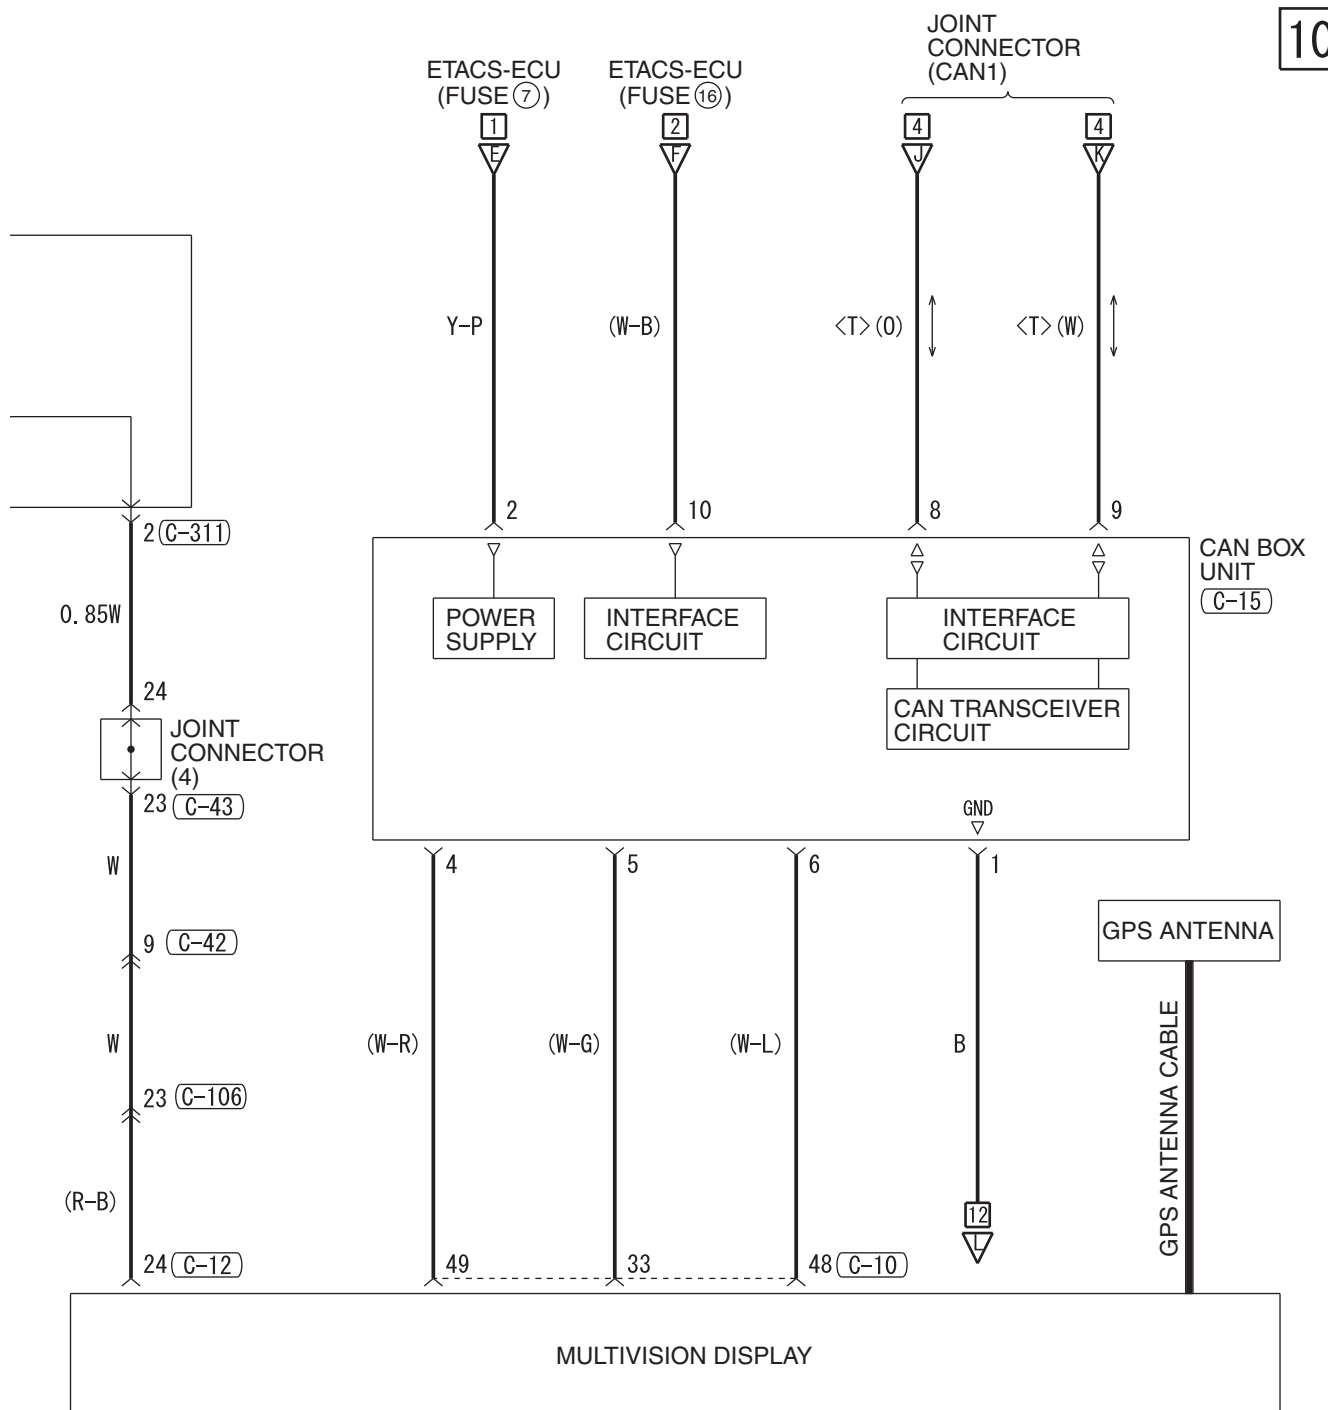 JOINT
CONNECTOR
(CAN1)
10
ETACS-ECU
(FUSE 7)
ETACS-ECU
(FUSE 16)
1
2
4
4
E
F
J
K
Y-P
(W-B)
<T>(O)
<T>(W)
2
10
8
9
2 C-311
CAN BOX
UNIT
C-15
0.85W
POWER
SUPPLY
INTERFACE
CIRCUIT
INTERFACE
CIRCUIT
24
CAN TRANSCEIVER
CIRCUIT
JOINT
CONNECTOR
(4)
23 C-43
GND
W
4
5
6
1
9 C-42
GPS ANTENNA
W
(W-R)
(W-G)
(W-L)
B
GPS ANTENNA CABLE
23 C-106
(R-B)
12
L
24 C-12
49
33
48 C-10
MULTIVISION DISPLAY